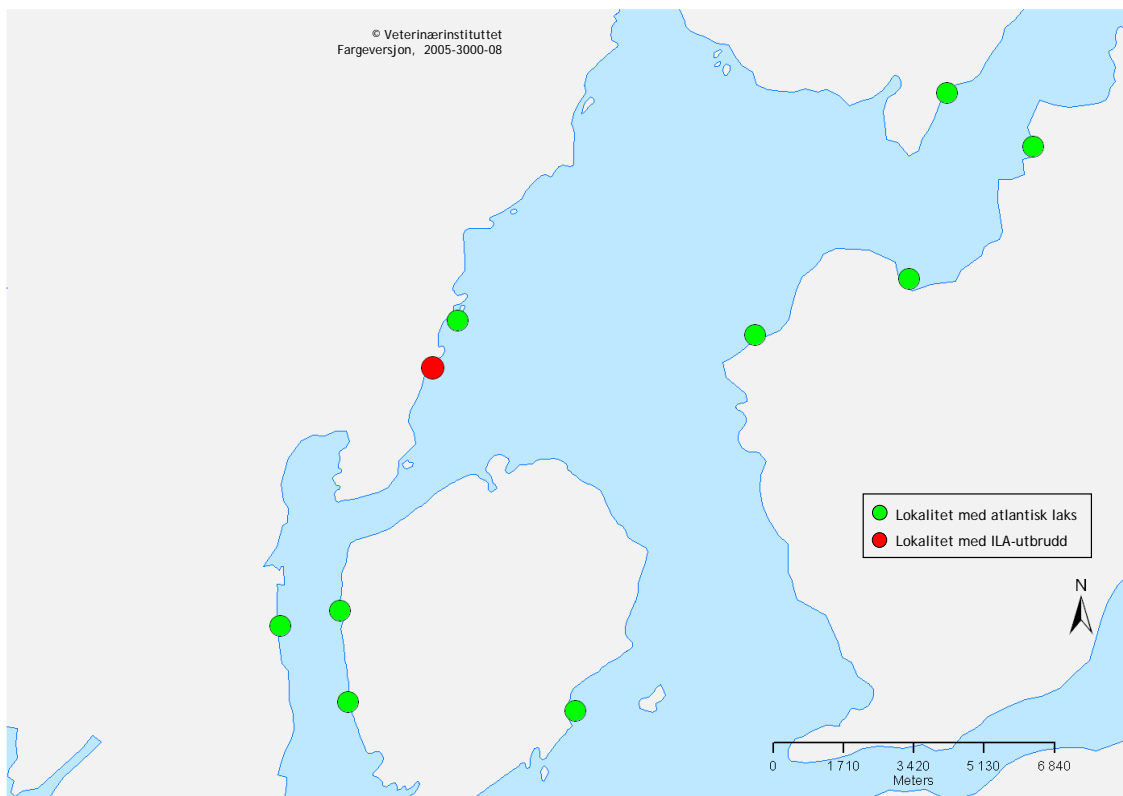 © Veterinærinstituttet
Fargeversjon, 2005-3000-08
Lokalitet med atlantisk laks
Lokalitet med ILA-utbrudd
N
0 1 710 3 420 5 130 6 840
Meters